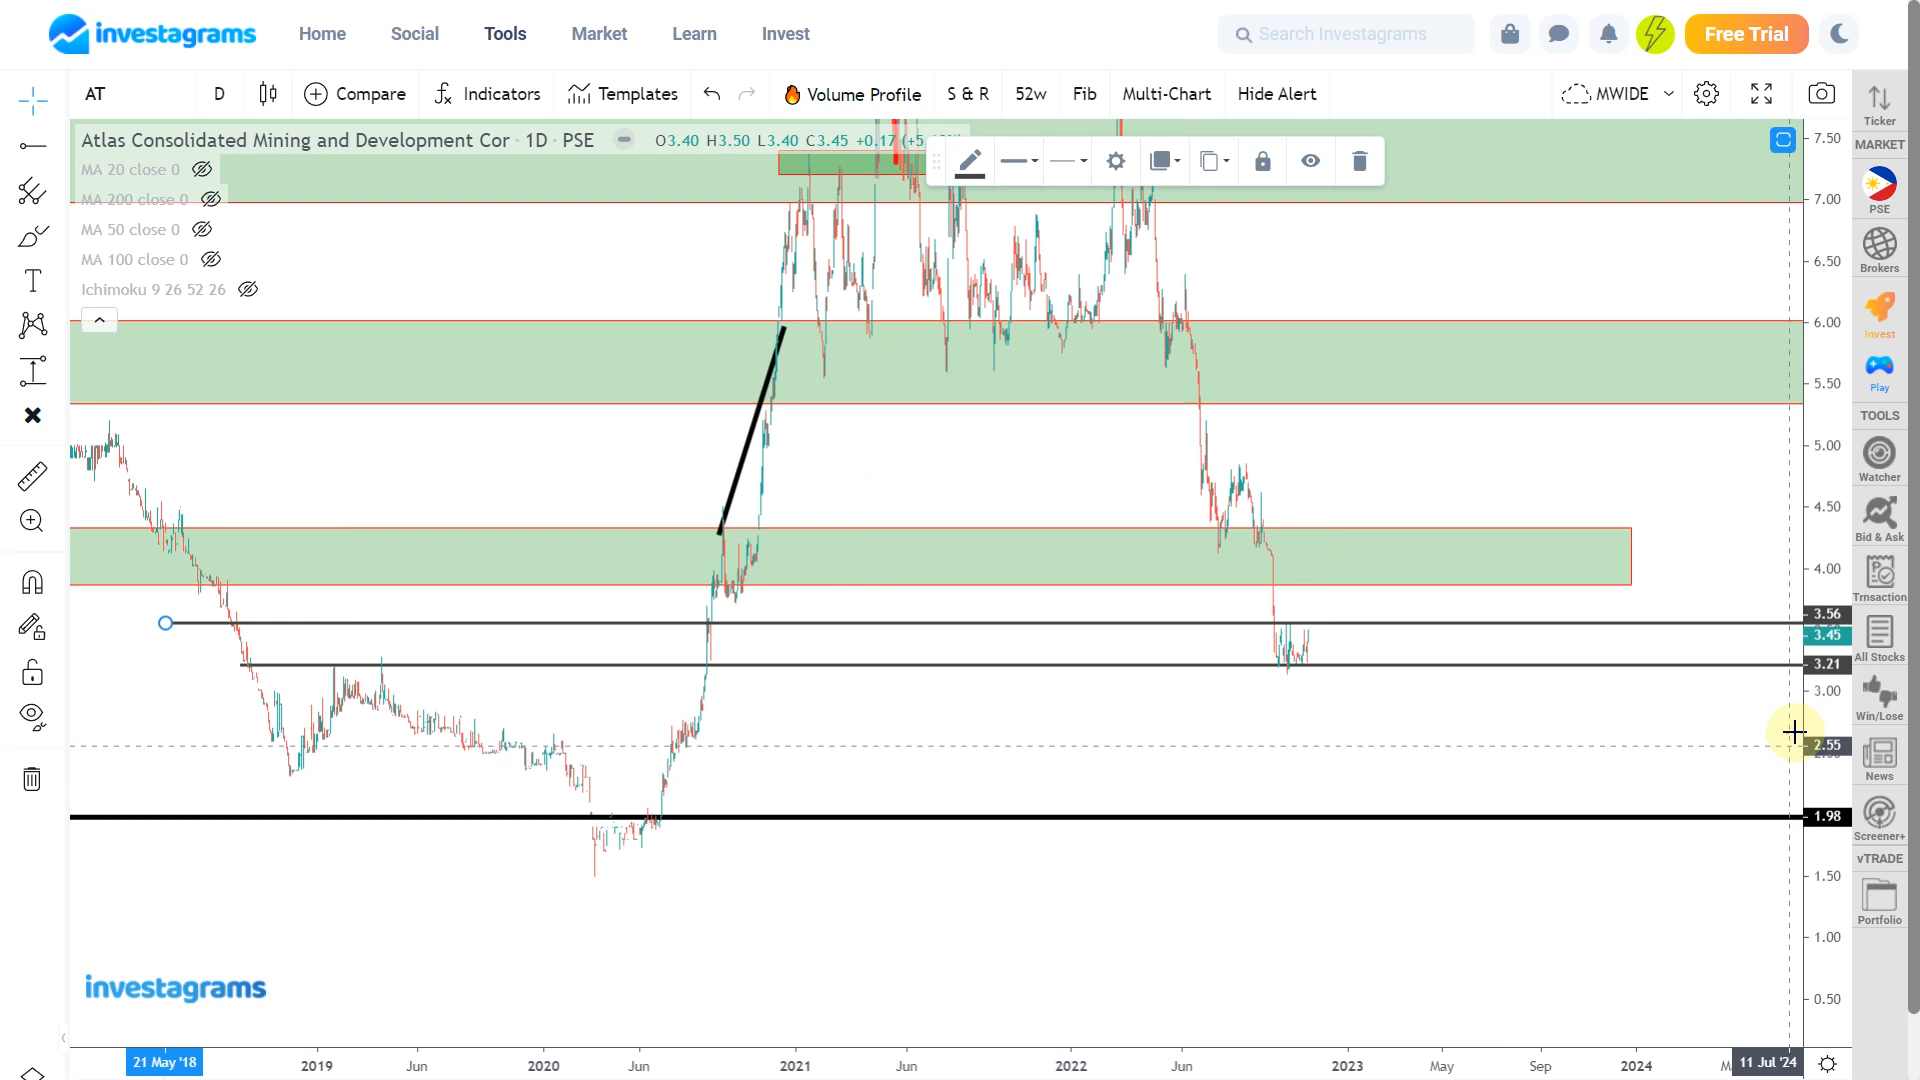 investagrams
Home
Social
Tools
Market
Learn
Invest
Search Investagrams
Free Trial
AT
D
Compare
Indicators
Templates
Volume Profile
S & R
52w
Fib
Multi-Chart
Hide Alert
MWIDE
Ticker
Atlas Consolidated Mining and Development Cor · 1D · PSE
O3.40 H3.50 L3.40 C3.45 +0.17
MA 20 close 0
MA 200 close 0
MA 50 close 0
MA 100 close 0
Ichimoku 9 26 52 26
7.50
7.00
6.50
6.00
5.50
5.00
4.50
4.00
3.56
3.45
3.21
3.00
2.55
1.98
1.50
1.00
0.50
MARKET
PSE
Brokers
Invest
Play
TOOLS
Watcher
Bid & Ask
Trnsaction
All Stocks
Win/Lose
News
Screener+
vTRADE
Portfolio
investagrams
21 May '18
2019
Jun
2020
Jun
2021
Jun
2022
Jun
2023
May
Sep
2024
11 Jul '24